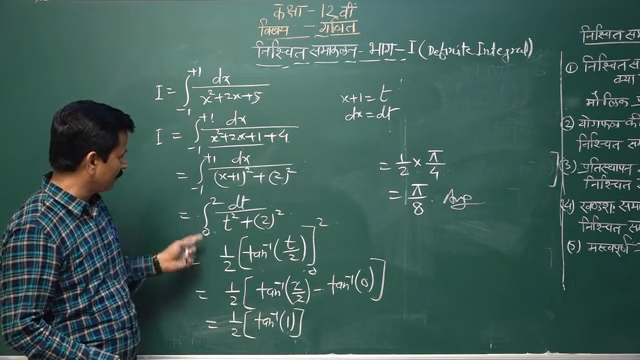 कक्षा - 12वीं
विषय - गणित
निश्चित समाकलन - भाग - I (Definite Integral)
I = ∫₋₁⁺¹ dx / x²+2x+5
I = ∫₋₁⁺¹ dx / x²+2x+1+4
= ∫₋₁⁺¹ dx / (x+1)²+(2)²
= ∫₀² dt / t²+(2)²
1/2 [tan⁻¹(t/2)]₀²
= 1/2 [tan⁻¹(2/2) - tan⁻¹(0)]
= 1/2 [tan⁻¹(1)]
x+1 = t
dx = dt
= 1/2 × π/4
= π/8 Ans
निश्चित
① निश्चित
क्या
मौलिक
② योगफल की
निश्चित
③ प्रतिस्थापन
निश्चित
④ खण्डशः
निश्चित
⑤